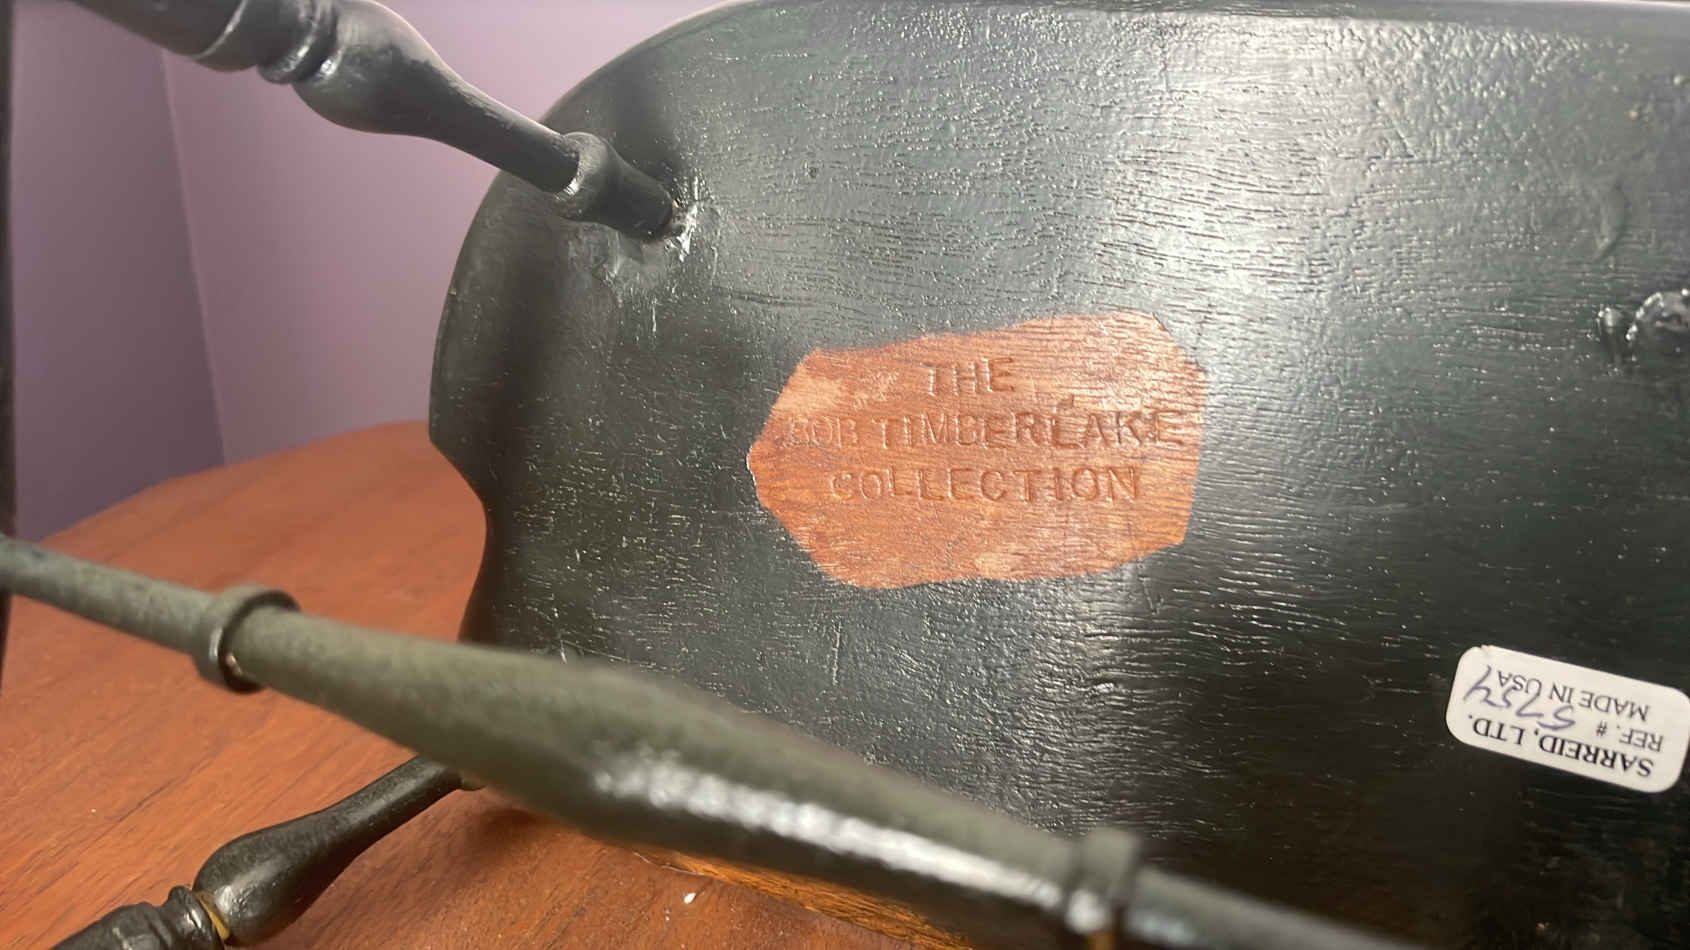 THE
BOB TIMBERLAKE
COLLECTION
SARREID, LTD.
REF. # 5754
MADE IN USA